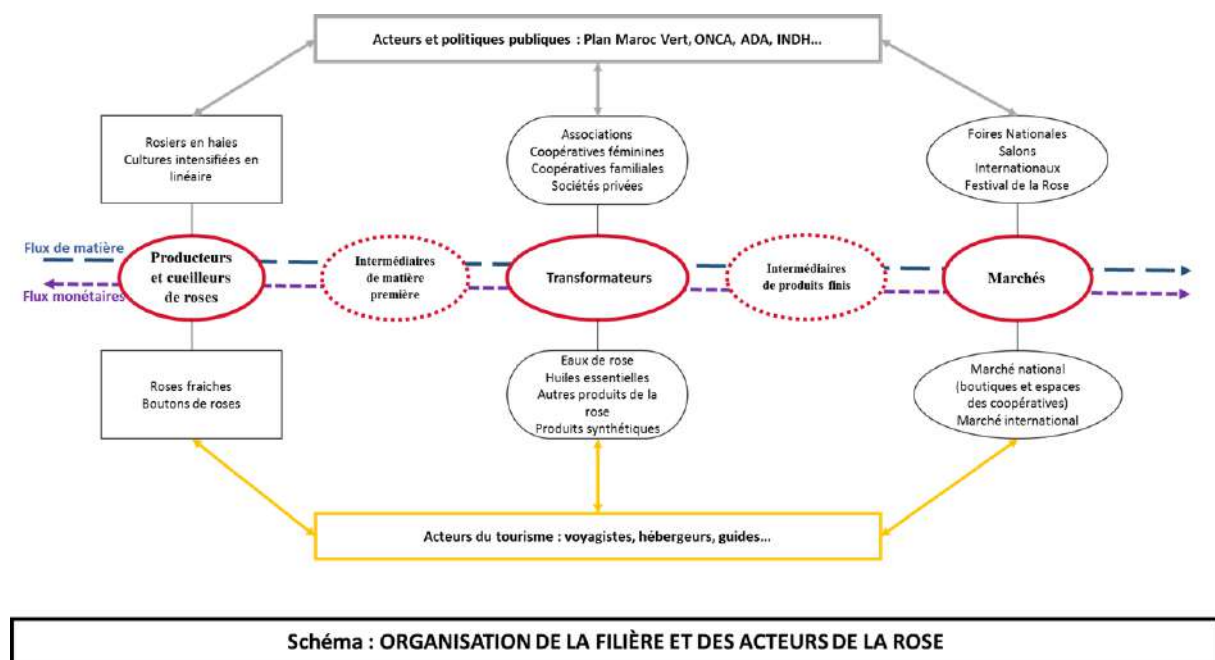 Acteurs et politiques publiques : Plan Maroc Vert, ONCA, ADA, INDH...
Rosiers en haies
Cultures intensifiées en
linéaire
Associations
Coopératives féminines
Coopératives familiales
Sociétés privées
Foires Nationales
Salons
Internationaux
Festival de la Rose
Flux de matière
Flux monétaires
Producteurs
et cueilleurs
de roses
Intermédiaires
de matière
première
Transformateurs
Intermédiaires
de produits finis
Marchés
Roses fraiches
Boutons de roses
Eaux de rose
Huiles essentielles
Autres produits de la
rose
Produits synthétiques
Marché national
(boutiques et espaces
des coopératives)
Marché international
Acteurs du tourisme : voyagistes, hébergeurs, guides...
Schéma : ORGANISATION DE LA FILIÈRE ET DES ACTEURS DE LA ROSE